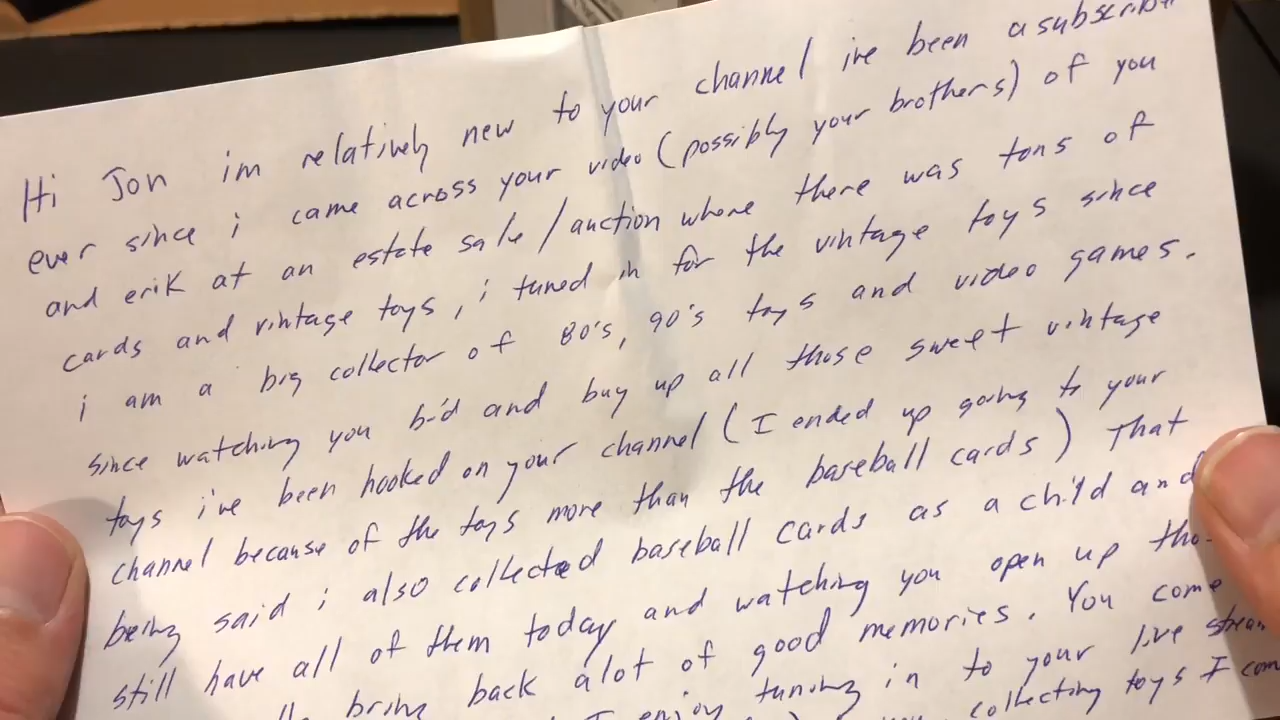 Hi Jon im relatively new to your channel ive been a
ever since i came across your video (possibly your brothers) of you
and erik at an estate sale/auction where there was tons of
cards and vintage toys, i tuned in for the vintage toys since
i am a big collector of 80's, 90's toys and video games.
since watching you bid and buy up all those sweet vintage
toys i've been hooked on your channel (I ended up going to your
channel because of the toys more than the baseball cards) That
being said i also collected baseball cards as a child and
still have all of them today and watching you open up
bring back alot of good memories. You come
I enjoy tuning in to your live
collecting toys I